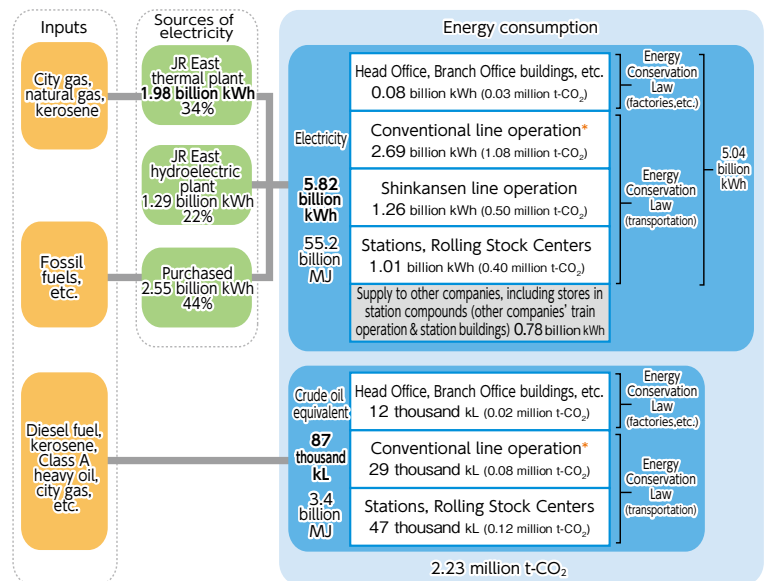 Inputs
Sources of
electricity
Energy consumption
City gas,
natural gas,
kerosene
JR East
thermal plant
1.98 billion kWh
34%
JR East
hydroelectric
plant
1.29 billion kWh
22%
Fossil
fuels,
etc.
Purchased
2.55 billion kWh
44%
Electricity
5.82
billion
kWh
55.2
billion
MJ
Head Office, Branch Office buildings, etc.
0.08 billion kWh (0.03 million t-CO₂)
Conventional line operation*
2.69 billion kWh (1.08 million t-CO₂)
Shinkansen line operation
1.26 billion kWh (0.50 million t-CO₂)
Stations, Rolling Stock Centers
1.01 billion kWh (0.40 million t-CO₂)
Supply to other companies, including stores in
station compounds (other companies' train
operation & station buildings) 0.78 billion kWh
Energy
Conservation
Law
(factories,etc.)
Energy
Conservation
Law
(transportation)
5.04
billion
kWh
Diesel fuel,
kerosene,
Class A
heavy oil,
city gas,
etc.
Crude oil
equivalent
87
thousand
kL
3.4
billion
MJ
Head Office, Branch Office buildings, etc.
12 thousand kL (0.02 million t-CO₂)
Conventional line operation*
29 thousand kL (0.08 million t-CO₂)
Stations, Rolling Stock Centers
47 thousand kL (0.12 million t-CO₂)
Energy
Conservation
Law
(factories,etc.)
Energy
Conservation
Law
(transportation)
2.23 million t-CO₂